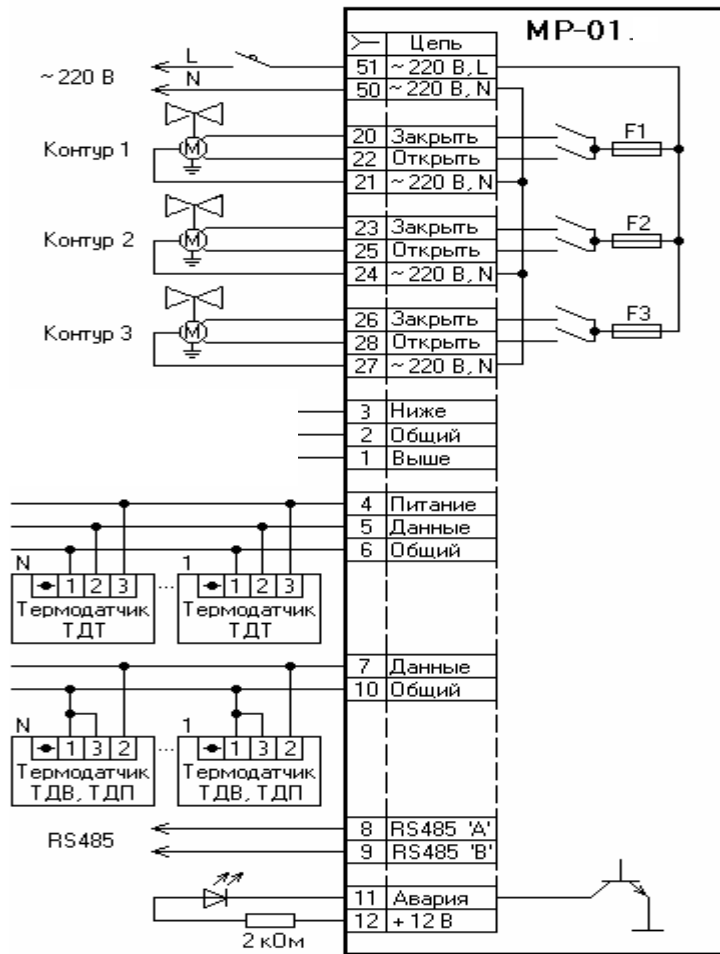 МР-01.
Цепь
L
51 ~220 В, L
~220 В
N
50 ~220 В, N
20 Закрыть
F1
Контур 1
M
22 Открыть
21 ~220 В, N
23 Закрыть
F2
Контур 2
M
25 Открыть
24 ~220 В, N
26 Закрыть
F3
Контур 3
M
28 Открыть
27 ~220 В, N
3 Ниже
2 Общий
1 Выше
4 Питание
5 Данные
6 Общий
N 1
1 2 3 ... 1 2 3
Термодатчик Термодатчик
ТДТ ТДТ
7 Данные
10 Общий
N 1
1 3 2 ... 1 3 2
Термодатчик Термодатчик
ТДВ, ТДП ТДВ, ТДП
8 RS485 'A'
RS485
9 RS485 'B'
11 Авария
12 +12 В
2 кОм